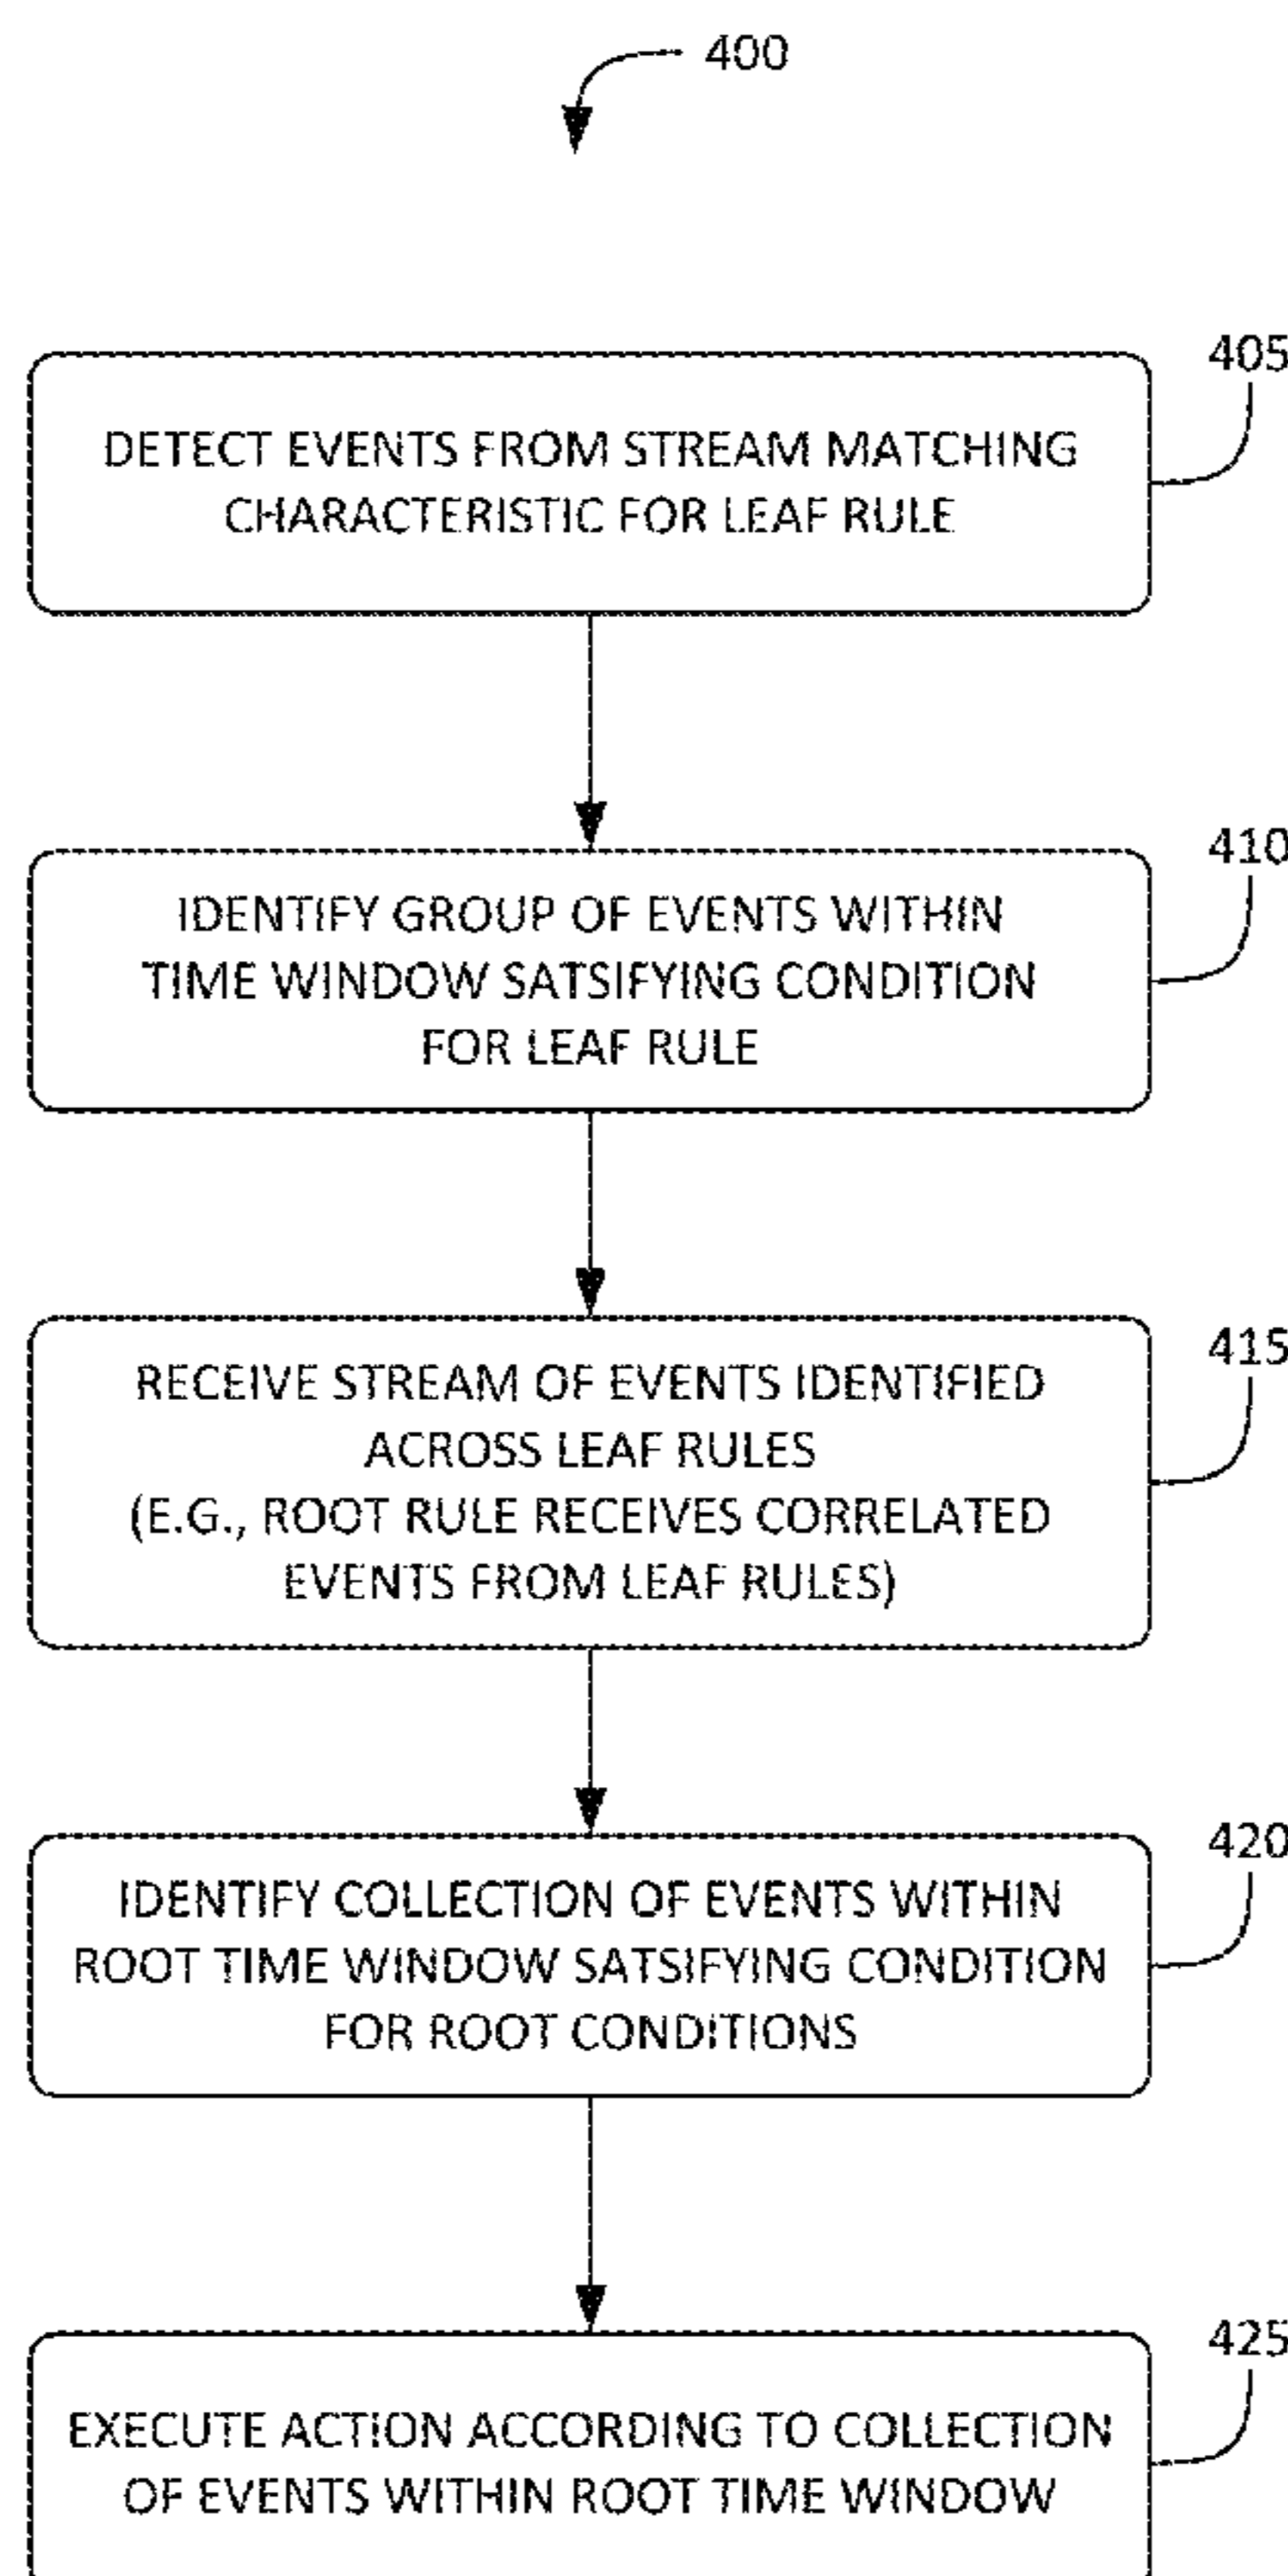 400
405
DETECT EVENTS FROM STREAM MATCHING
CHARACTERISTIC FOR LEAF RULE
410
IDENTIFY GROUP OF EVENTS WITHIN
TIME WINDOW SATSIFYING CONDITION
FOR LEAF RULE
415
RECEIVE STREAM OF EVENTS IDENTIFIED
ACROSS LEAF RULES
(E.G., ROOT RULE RECEIVES CORRELATED
EVENTS FROM LEAF RULES)
420
IDENTIFY COLLECTION OF EVENTS WITHIN
ROOT TIME WINDOW SATSIFYING CONDITION
FOR ROOT CONDITIONS
425
EXECUTE ACTION ACCORDING TO COLLECTION
OF EVENTS WITHIN ROOT TIME WINDOW